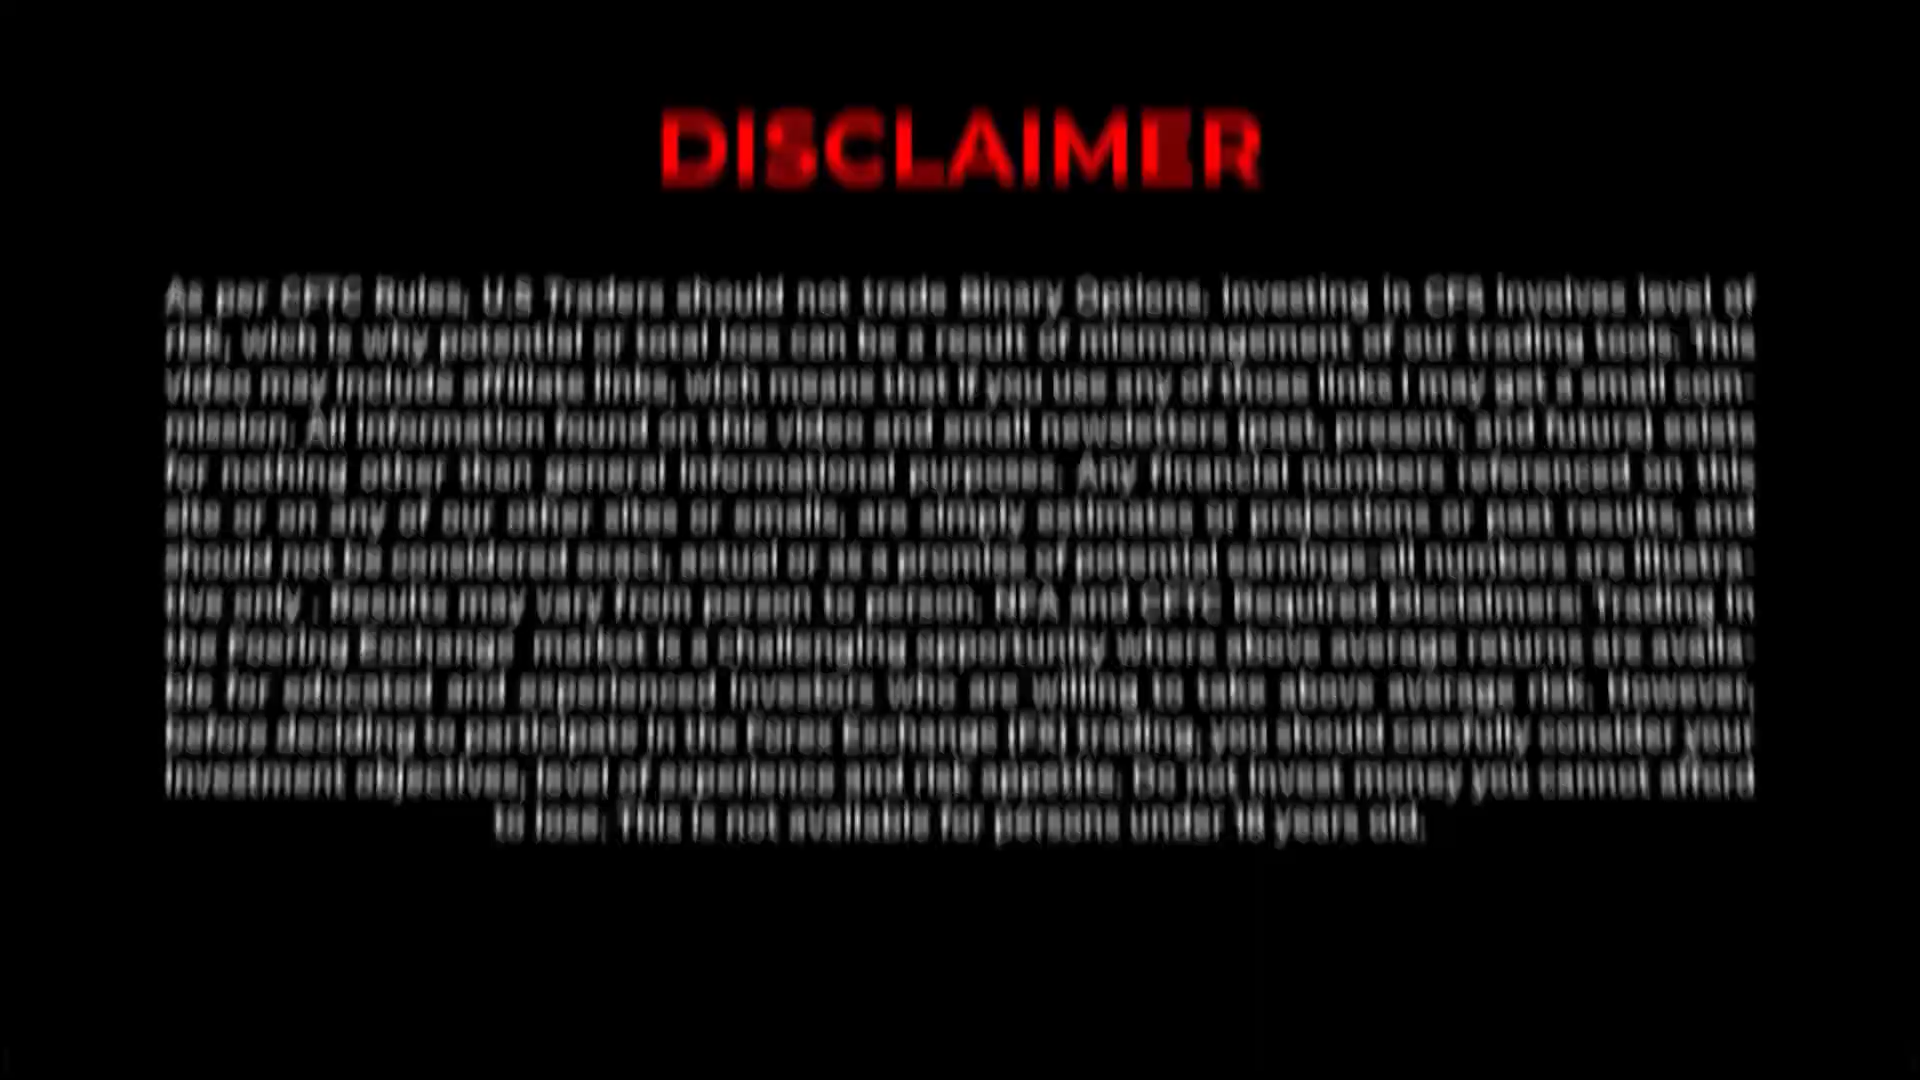 DISCLAIMER
As per CFTC Rules, U.S Traders should not trade Binary Options. Investing in CFS involves level of
risk, wich is why potential or total loss can be a result of mismanagement of our trading tools. This
video may include affiliate links, wich means that if you use any of those links I may get a small com-
mission. All information found on this video and email newsletters (past, present, and future) exists
for nothing other than general informational purposes. Any financial numbers referenced on this
site or on any of our other sites or emails, are simply estimates or projections or past results, and
should not be considered exact, actual or as a promise of potential earnings all numbers are illustra-
tive only. Results may vary from person to person. NFA and CFTC Required Disclaimers: Trading in
the Foering Exchange market is a challenging opportunity where above average returns are availa-
ble for educated and experienced investors who are willing to take above average risk. However,
before deciding to participate in the Forex Exchange (FX) trading, you should carefully consider your
investment objectives, level of experience and risk appetite. Do not invest money you cannot afford
to lose. This is not available for persons under 18 years old.